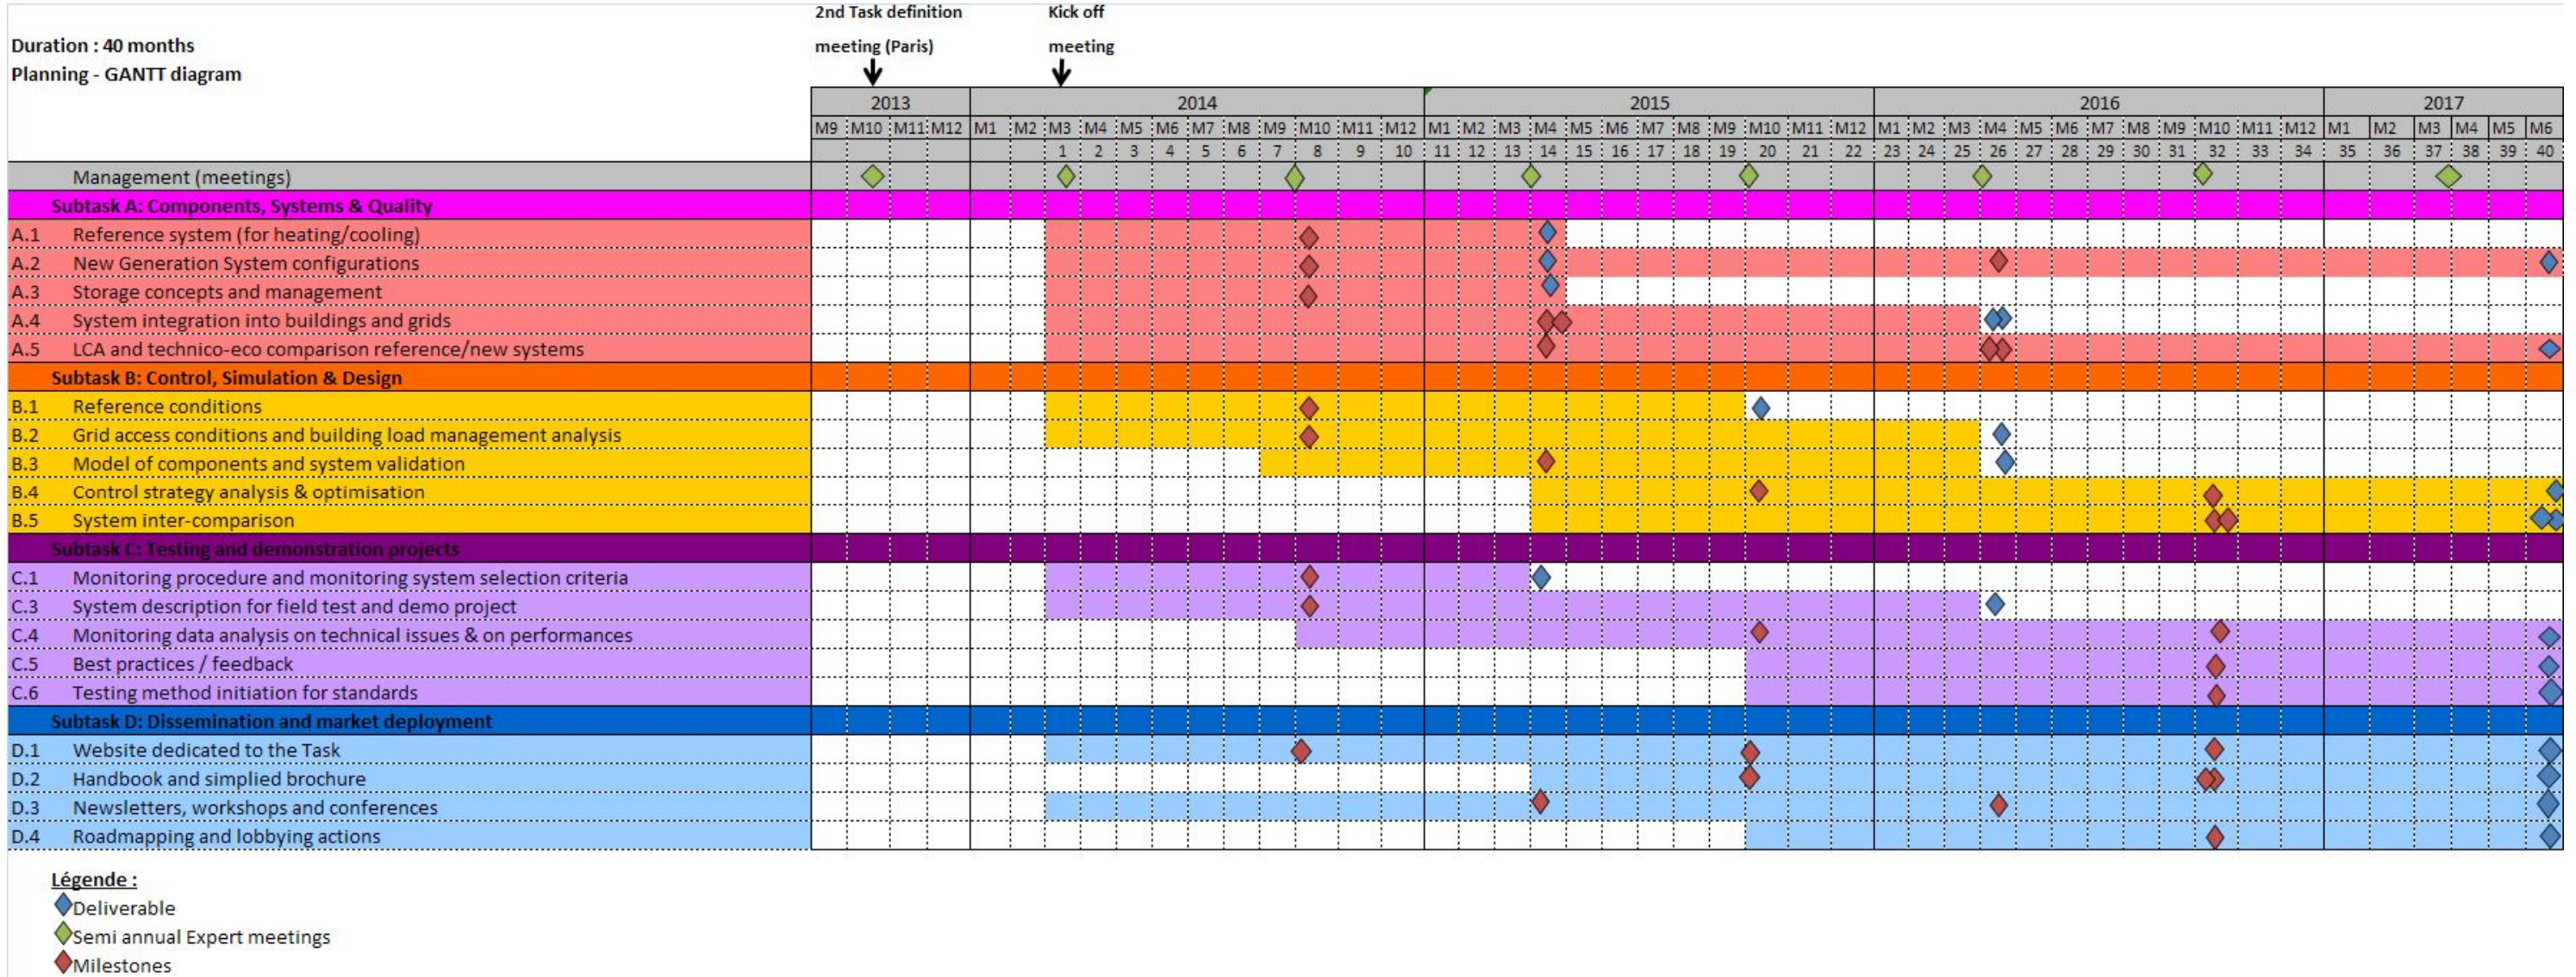 2nd Task definition
meeting (Paris)
Kick off
meeting
Duration : 40 months
Planning - GANTT diagram
2013 2014 2015 2016 2017
M9 M10 M11 M12 M1 M2 M3 M4 M5 M6 M7 M8 M9 M10 M11 M12 M1 M2 M3 M4 M5 M6 M7 M8 M9 M10 M11 M12 M1 M2 M3 M4 M5 M6 M7 M8 M9 M10 M11 M12 M1 M2 M3 M4 M5 M6
1 2 3 4 5 6 7 8 9 10 11 12 13 14 15 16 17 18 19 20 21 22 23 24 25 26 27 28 29 30 31 32 33 34 35 36 37 38 39 40
Management (meetings)
Subtask A: Components, Systems & Quality
A.1 Reference system (for heating/cooling)
A.2 New Generation System configurations
A.3 Storage concepts and management
A.4 System integration into buildings and grids
A.5 LCA and technico-eco comparison reference/new systems
Subtask B: Control, Simulation & Design
B.1 Reference conditions
B.2 Grid access conditions and building load management analysis
B.3 Model of components and system validation
B.4 Control strategy analysis & optimisation
B.5 System inter-comparison
Subtask C: Testing and demonstration projects
C.1 Monitoring procedure and monitoring system selection criteria
C.3 System description for field test and demo project
C.4 Monitoring data analysis on technical issues & on performances
C.5 Best practices / feedback
C.6 Testing method initiation for standards
Subtask D: Dissemination and market deployment
D.1 Website dedicated to the Task
D.2 Handbook and simplied brochure
D.3 Newsletters, workshops and conferences
D.4 Roadmapping and lobbying actions
Légende :
Deliverable
Semi annual Expert meetings
Milestones